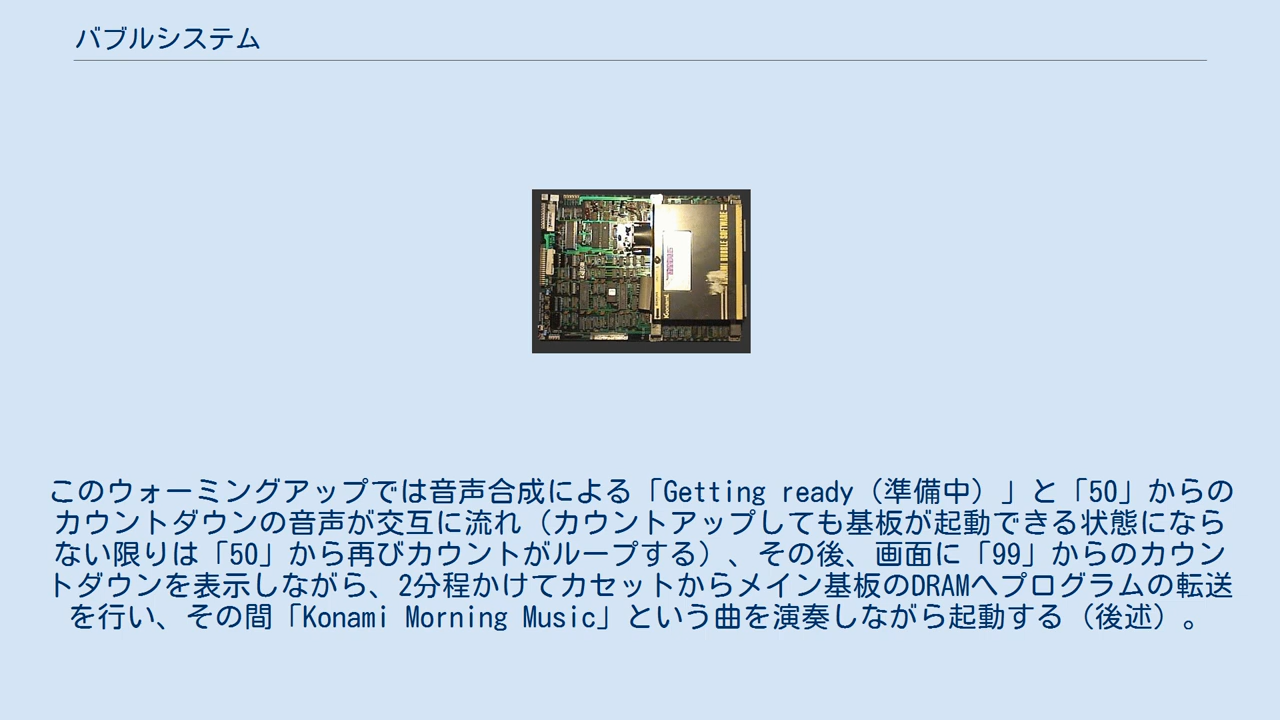 バブルシステム
BUBBLE SOFTWARE
Konami
このウォーミングアップでは音声合成による「Getting ready（準備中）」と「50」からの
カウントダウンの音声が交互に流れ（カウントアップしても基板が起動できる状態になら
ない限りは「50」から再びカウントがループする）、その後、画面に「99」からのカウン
トダウンを表示しながら、2分程かけてカセットからメイン基板のDRAMへプログラムの転送
を行い、その間「Konami Morning Music」という曲を演奏しながら起動する（後述）。